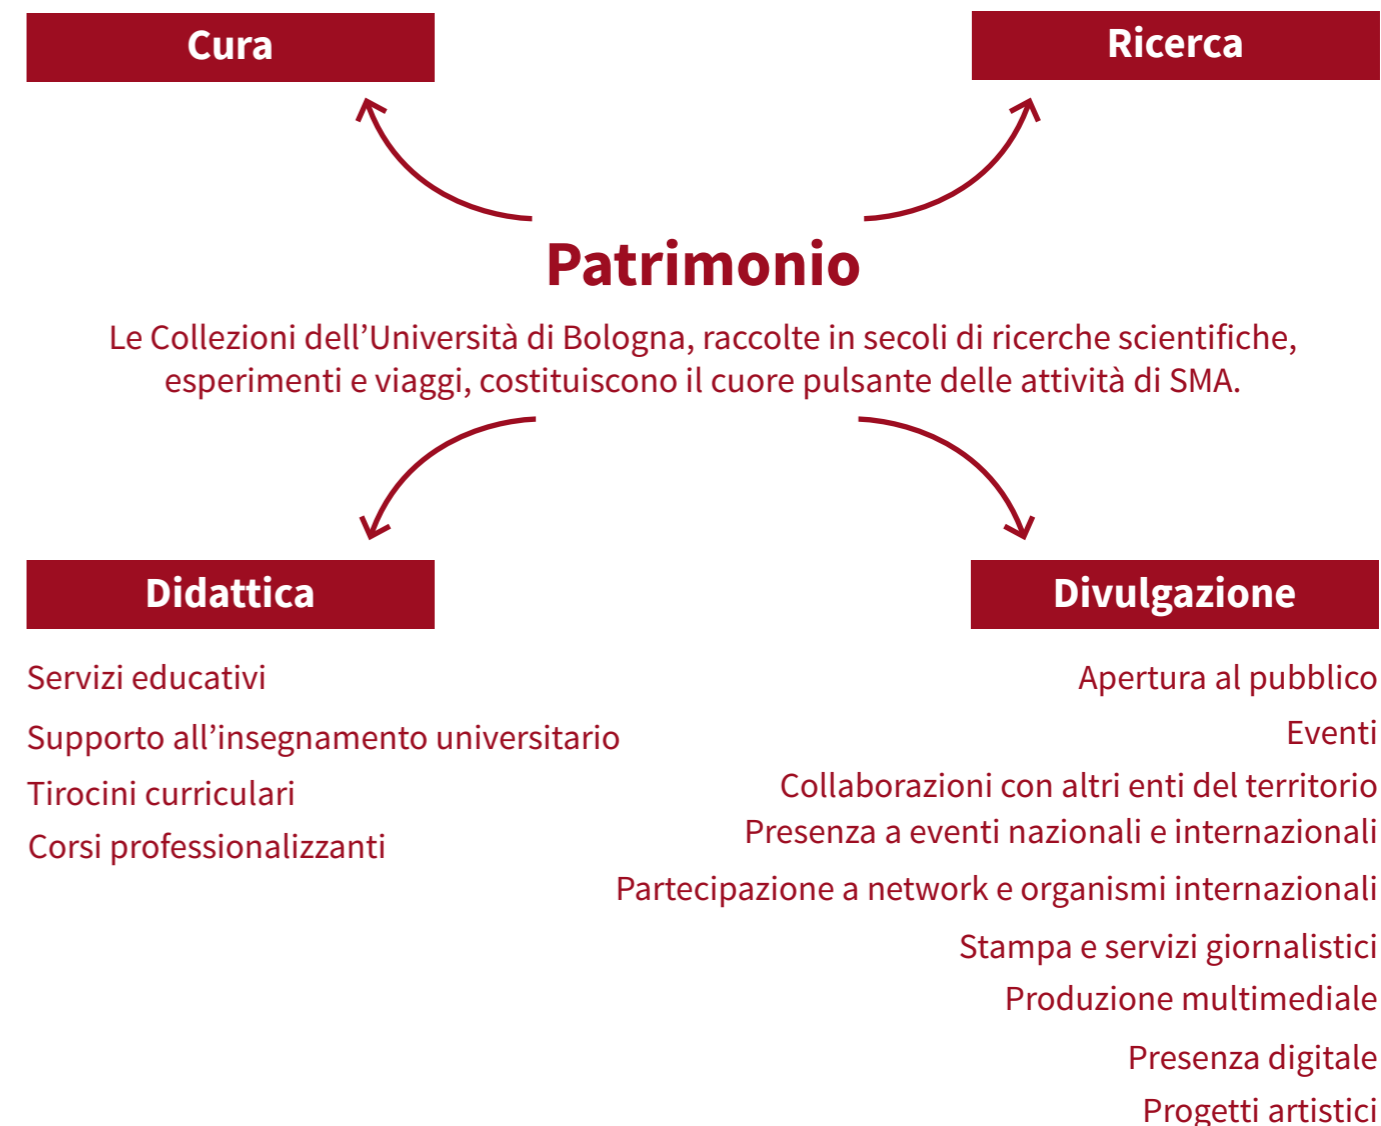 Cura
Ricerca
Patrimonio
Le Collezioni dell’Università di Bologna, raccolte in secoli di ricerche scientifiche,
esperimenti e viaggi, costituiscono il cuore pulsante delle attività di SMA.
Didattica
Servizi educativi
Supporto all’insegnamento universitario
Tirocini curriculari
Corsi professionalizzanti
Divulgazione
Apertura al pubblico
Eventi
Collaborazioni con altri enti del territorio
Presenza a eventi nazionali e internazionali
Partecipazione a network e organismi internazionali
Stampa e servizi giornalistici
Produzione multimediale
Presenza digitale
Progetti artistici